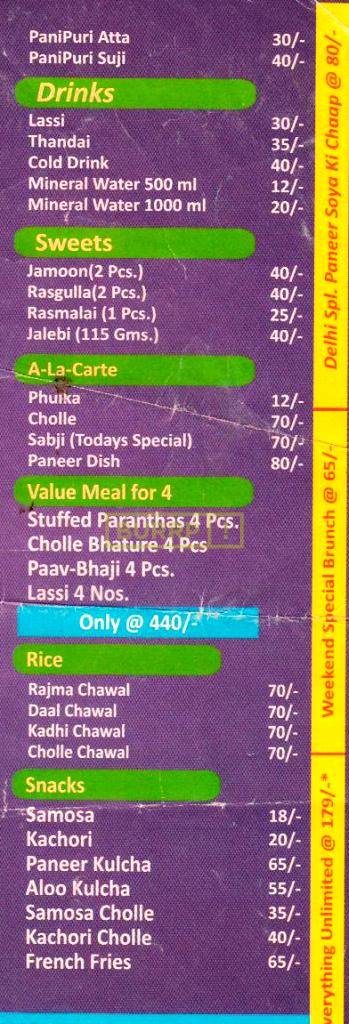 PaniPuri Atta 30/-
PaniPuri Suji 40/-
Drinks
Lassi 30/-
Thandai 35/-
Cold Drink 40/-
Mineral Water 500 ml 12/-
Mineral Water 1000 ml 20/-
Sweets
Jamoon(2 Pcs.) 40/-
Rasgulla(2 Pcs.) 40/-
Rasmalai (1 Pcs.) 25/-
Jalebi (115 Gms.) 40/-
A-La-Carte
Phulka 12/-
Cholle 70/-
Sabji (Todays Special) 70/-
Paneer Dish 80/-
Value Meal for 4
Stuffed Paranthas 4 Pcs.
BURRP!
Cholle Bhature 4 Pcs
Paav-Bhaji 4 Pcs.
Lassi 4 Nos.
Only @ 440/-
Rice
Rajma Chawal 70/-
Daal Chawal 70/-
Kadhi Chawal 70/-
Cholle Chawal 70/-
Snacks
Samosa 18/-
Kachori 20/-
Paneer Kulcha 65/-
Aloo Kulcha 55/-
Samosa Cholle 35/-
Kachori Cholle 40/-
French Fries 65/-
Delhi Spl. Paneer Soya Ki Chaap @ 80/-
Weekend Special Brunch @ 65/-
verything Unlimited @ 179/-*